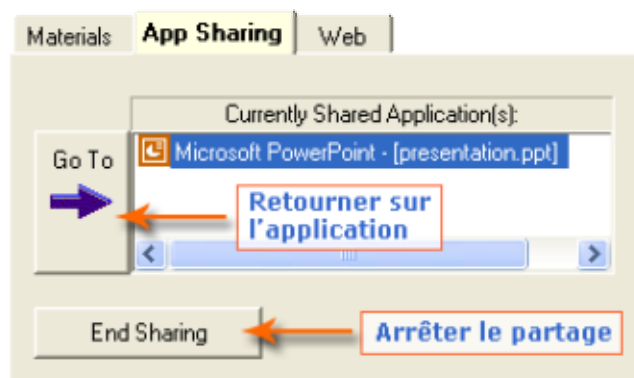 Materials App Sharing Web
Currently Shared Application(s):
Go To
Microsoft PowerPoint - [presentation.ppt]
Retourner sur
l'application
End Sharing
Arrêter le partage